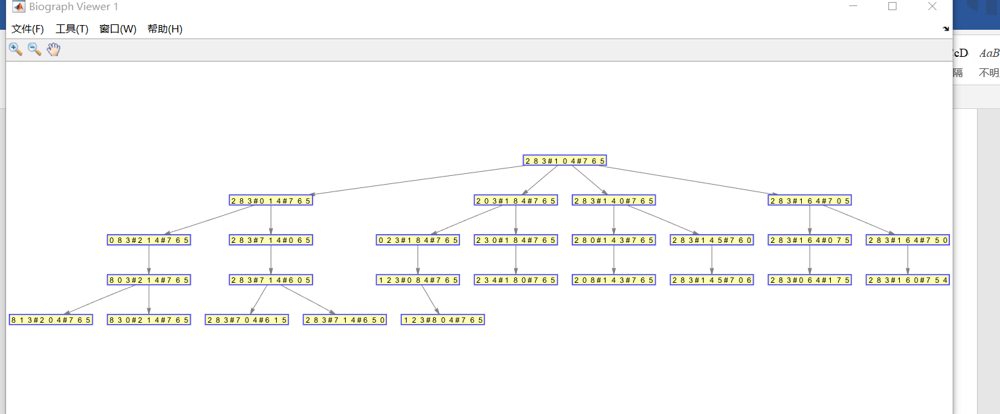 Biograph Viewer 1
文件(F) 工具(T) 窗口(W) 帮助(H)
cD AaB
隔 不明
2 8 3#1 0 4#7 6 5
2 8 3#0 1 4#7 6 5 2 0 3#1 8 4#7 6 5 2 8 3#1 4 0#7 6 5 2 8 3#1 6 4#7 0 5
0 8 3#2 1 4#7 6 5 2 8 3#7 1 4#0 6 5 0 2 3#1 8 4#7 6 5 2 3 0#1 8 4#7 6 5 2 8 0#1 4 3#7 6 5 2 8 3#1 4 5#7 6 0 2 8 3#1 6 4#0 7 5 2 8 3#1 6 4#7 5 0
8 0 3#2 1 4#7 6 5 2 8 3#7 1 4#6 0 5 1 2 3#0 8 4#7 6 5 2 3 4#1 8 0#7 6 5 2 0 8#1 4 3#7 6 5 2 8 3#1 4 5#7 0 6 2 8 3#0 6 4#1 7 5 2 8 3#1 6 0#7 5 4
8 1 3#2 0 4#7 6 5 8 3 0#2 1 4#7 6 5 2 8 3#7 0 4#6 1 5 2 8 3#7 1 4#6 5 0 1 2 3#8 0 4#7 6 5